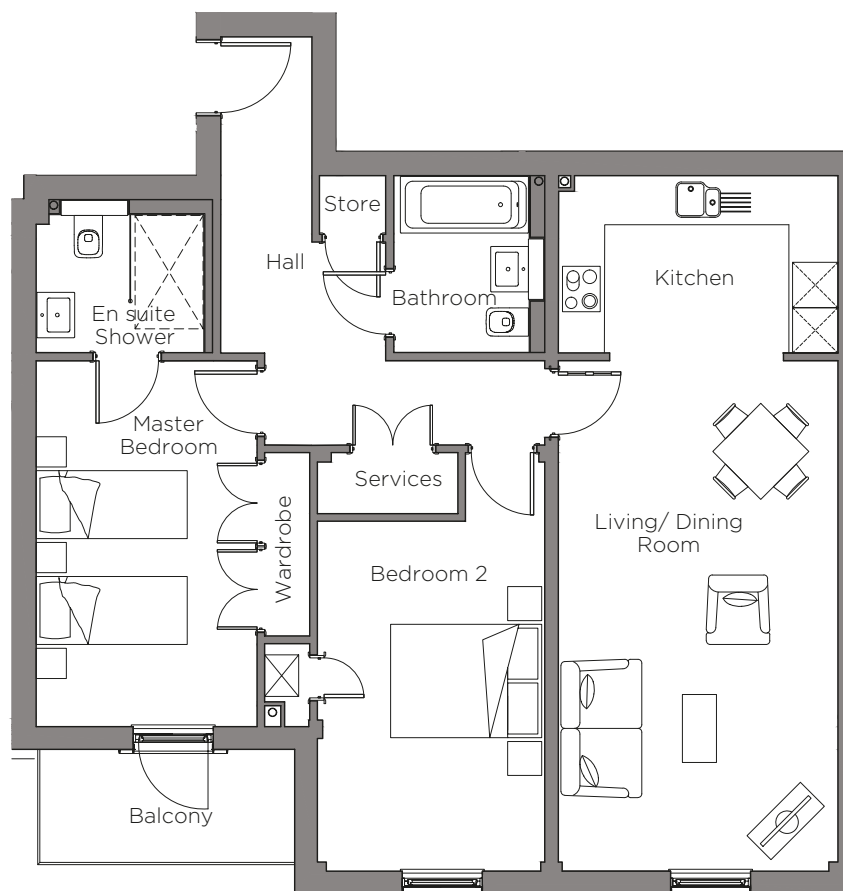 Store
Hall
Bathroom
Kitchen
En suite
Shower
Master
Bedroom
Services
Wardrobe
Living/ Dining
Room
Bedroom 2
Balcony